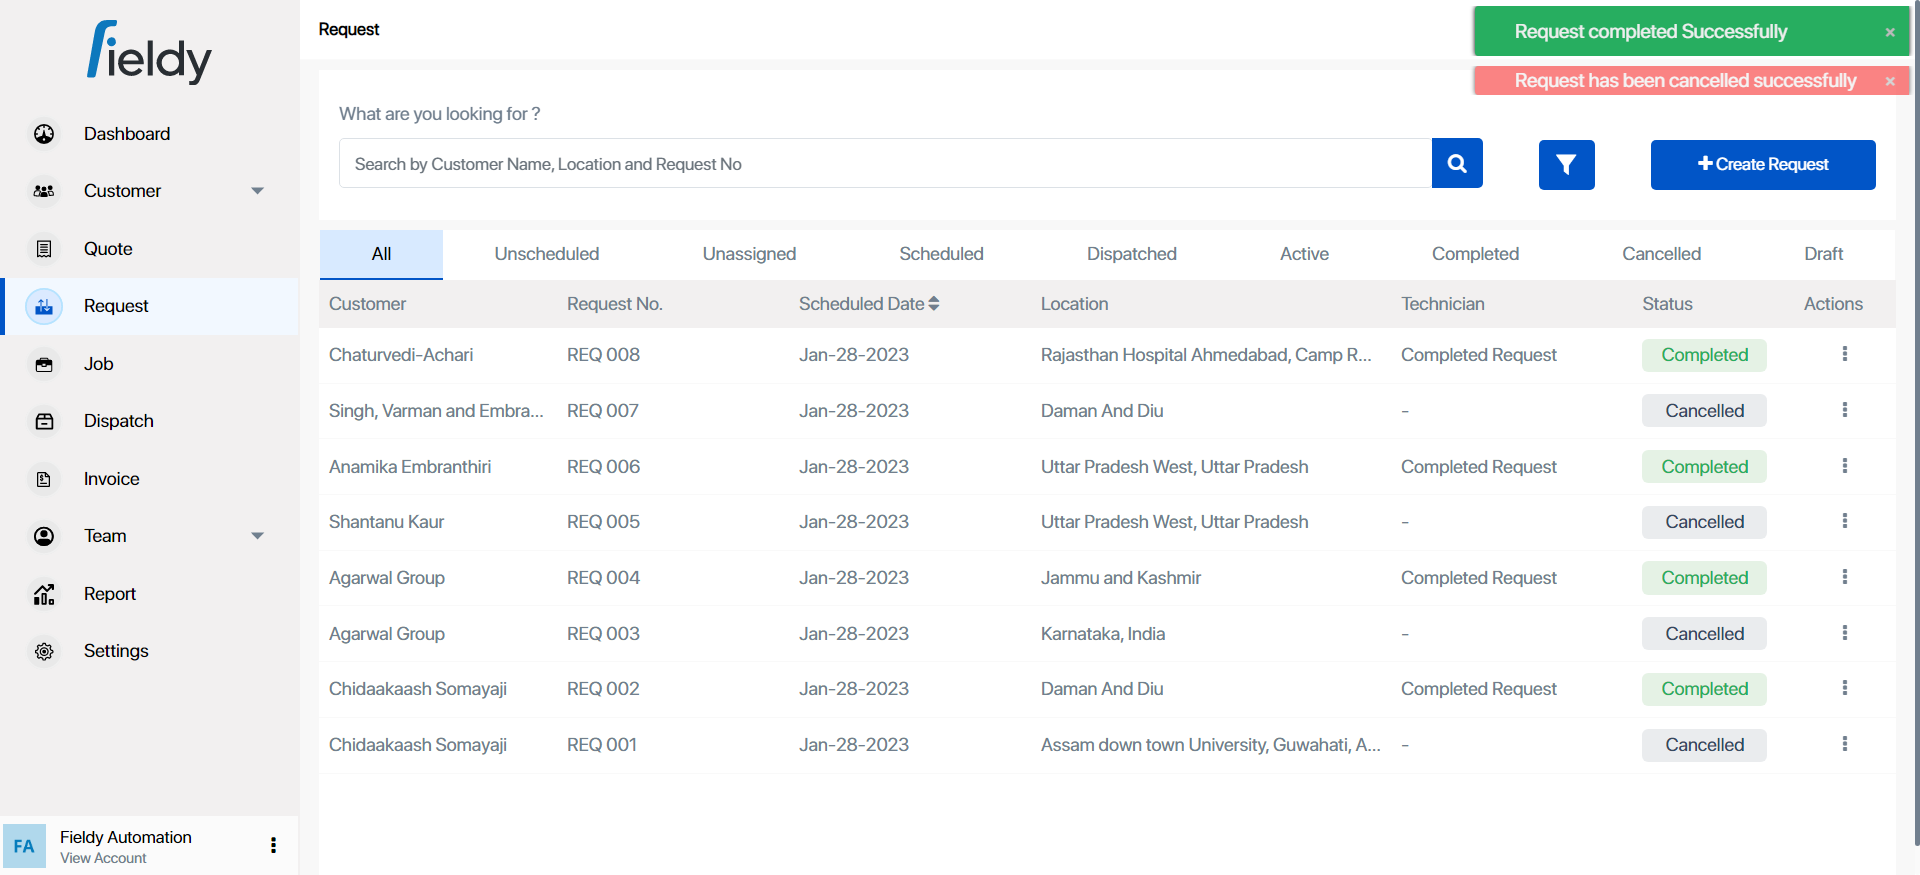 fieldy
Dashboard
Customer
Quote
Request
Job
Dispatch
Invoice
Team
Report
Settings
FA
Fieldy Automation
View Account
Request
Request completed Successfully ×
Request has been cancelled successfully ×
What are you looking for ?
Search by Customer Name, Location and Request No
Create Request
All Unscheduled Unassigned Scheduled Dispatched Active Completed Cancelled Draft
Customer Request No. Scheduled Date Location Technician Status Actions
Chaturvedi-Achari REQ 008 Jan-28-2023 Rajasthan Hospital Ahmedabad, Camp R... Completed Request Completed
Singh, Varman and Embra... REQ 007 Jan-28-2023 Daman And Diu - Cancelled
Anamika Embranthiri REQ 006 Jan-28-2023 Uttar Pradesh West, Uttar Pradesh Completed Request Completed
Shantanu Kaur REQ 005 Jan-28-2023 Uttar Pradesh West, Uttar Pradesh - Cancelled
Agarwal Group REQ 004 Jan-28-2023 Jammu and Kashmir Completed Request Completed
Agarwal Group REQ 003 Jan-28-2023 Karnataka, India - Cancelled
Chidaakaash Somayaji REQ 002 Jan-28-2023 Daman And Diu Completed Request Completed
Chidaakaash Somayaji REQ 001 Jan-28-2023 Assam down town University, Guwahati, A... - Cancelled